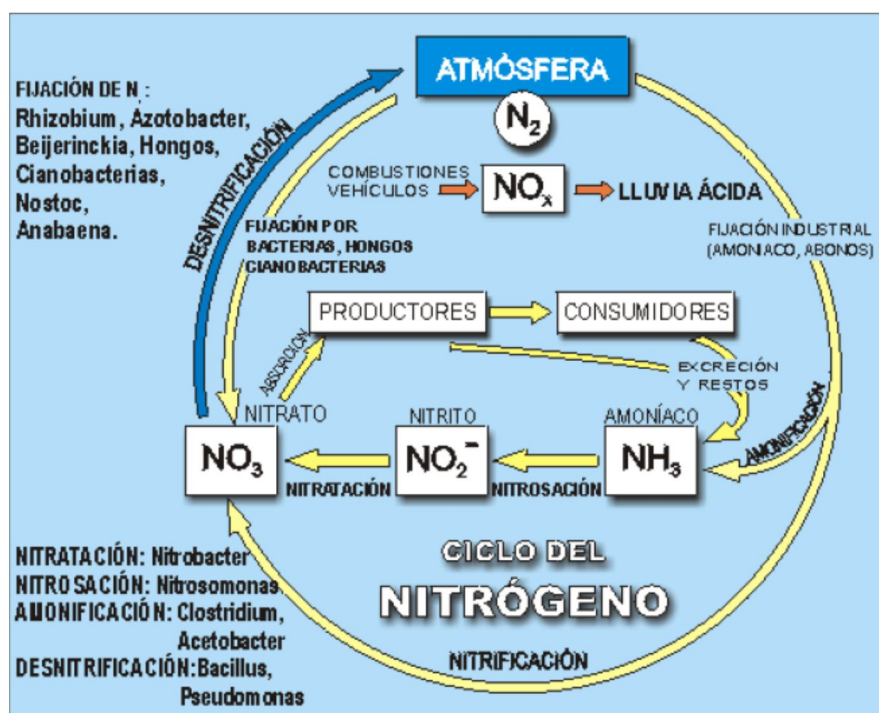 ATMÓSFERA
N₂
FIJACIÓN DE N,:
Rhizobium, Azotobacter,
Beijerinckia, Hongos,
Cianobacterias,
Nostoc,
Anabaena.
DESNITRIFICACIÓN
COMBUSTIONES
VEHÍCULOS
NOₓ
LLUVIA ÁCIDA
FIJACIÓN POR
BACTERIAS, HONGOS
CIANOBACTERIAS
FIJACIÓN INDUSTRIAL
(AMONIACO, ABONOS)
PRODUCTORES
CONSUMIDORES
ABSORCIÓN
EXCRECIÓN
Y RESTOS
NITRATO
NITRITO
AMONÍACO
AMONIFICACIÓN
NO₃
NO₂⁻
NH₃
NITRATACIÓN
NITROSACIÓN
CICLO DEL
NITRÓGENO
NITRATACIÓN: Nitrobacter
NITROSACIÓN: Nitrosomonas,
AMONIFICACIÓN: Clostridium,
Acetobacter
DESNITRIFICACIÓN:Bacillus,
Pseudomonas
NITRIFICACIÓN